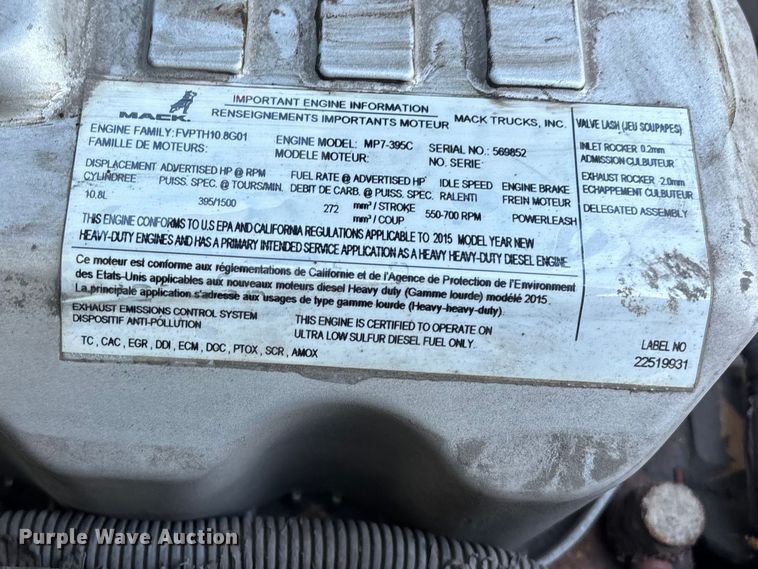 MACK.
IMPORTANT ENGINE INFORMATION
RENSEIGNEMENTS IMPORTANTS MOTEUR
MACK TRUCKS, INC.
ENGINE FAMILY: FVPTH10.8G01
FAMILLE DE MOTEURS:
ENGINE MODEL: MP7-395C
MODELE MOTEUR:
SERIAL NO: 569852
NO. SERIE:
DISPLACEMENT
CYLINDREE
10.8L
ADVERTISED HP @ RPM
PUISS. SPEC. @ TOURS/MIN.
395/1500
FUEL RATE @ ADVERTISED HP
DEBIT DE CARB. @ PUISS. SPEC.
272 mm³ / STROKE
mm³ / COUP
IDLE SPEED
RALENTI
550-700 RPM
ENGINE BRAKE
FREIN MOTEUR
POWERLEASH
THIS ENGINE CONFORMS TO U.S EPA AND CALIFORNIA REGULATIONS APPLICABLE TO 2015 MODEL YEAR NEW
HEAVY-DUTY ENGINES AND HAS A PRIMARY INTENDED SERVICE APPLICATION AS A HEAVY HEAVY-DUTY DIESEL ENGINE.
Ce moteur est conforme aux réglementations de Californie et de l'Agence de Protection de l'Environment
des Etats-Unis applicables aux nouveaux moteurs diesel Heavy duty (Gamme lourde) modélé 2015.
La principale application s'adresse aux usages de type gamme lourde (Heavy-heavy-duty).
EXHAUST EMISSIONS CONTROL SYSTEM
DISPOSITIF ANTI-POLLUTION
TC , CAC , EGR , DDI , ECM , DOC , PTOX , SCR , AMOX
THIS ENGINE IS CERTIFIED TO OPERATE ON
ULTRA LOW SULFUR DIESEL FUEL ONLY.
VALVE LASH (JEU SOUPAPES)
INLET ROCKER 0.2mm
ADMISSION CULBUTEUR
EXHAUST ROCKER -2.0mm
ECHAPPEMENT CULBUTEUR
DELEGATED ASSEMBLY
LABEL NO
22519931
Purple Wave Auction